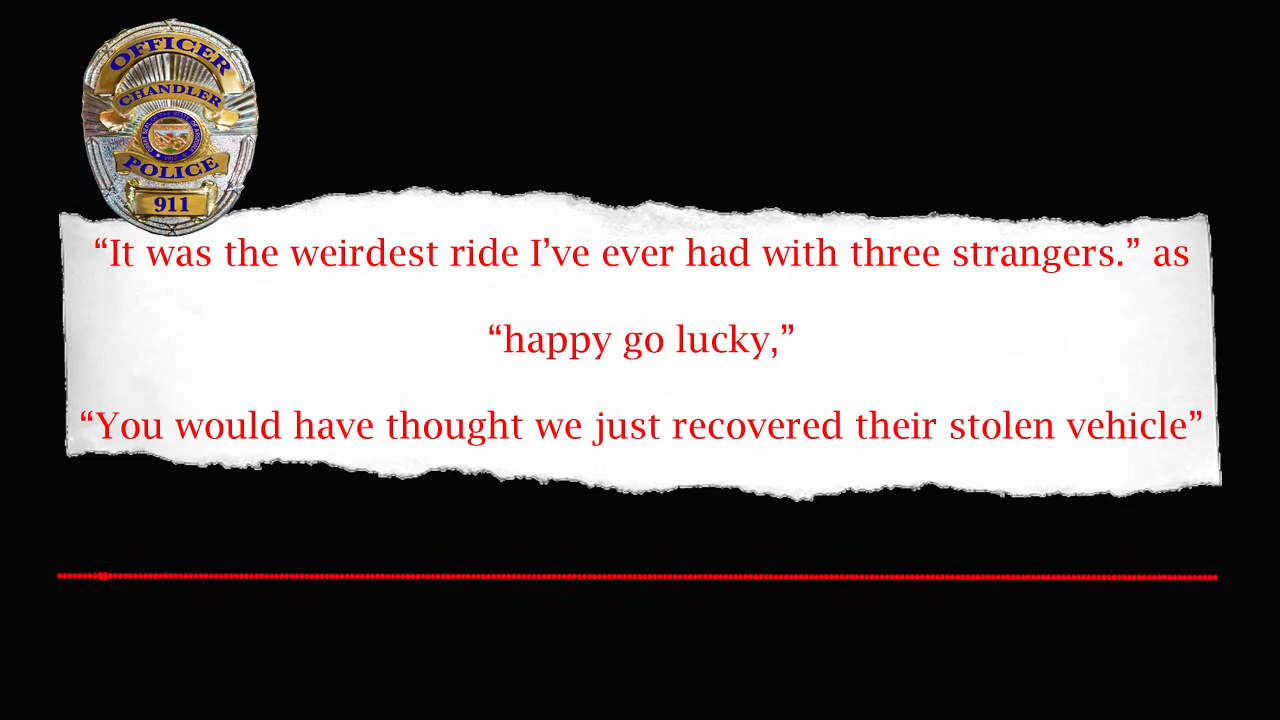 OFFICER
CHANDLER
POLICE
911
“It was the weirdest ride I’ve ever had with three strangers.” as
“happy go lucky,”
“You would have thought we just recovered their stolen vehicle”